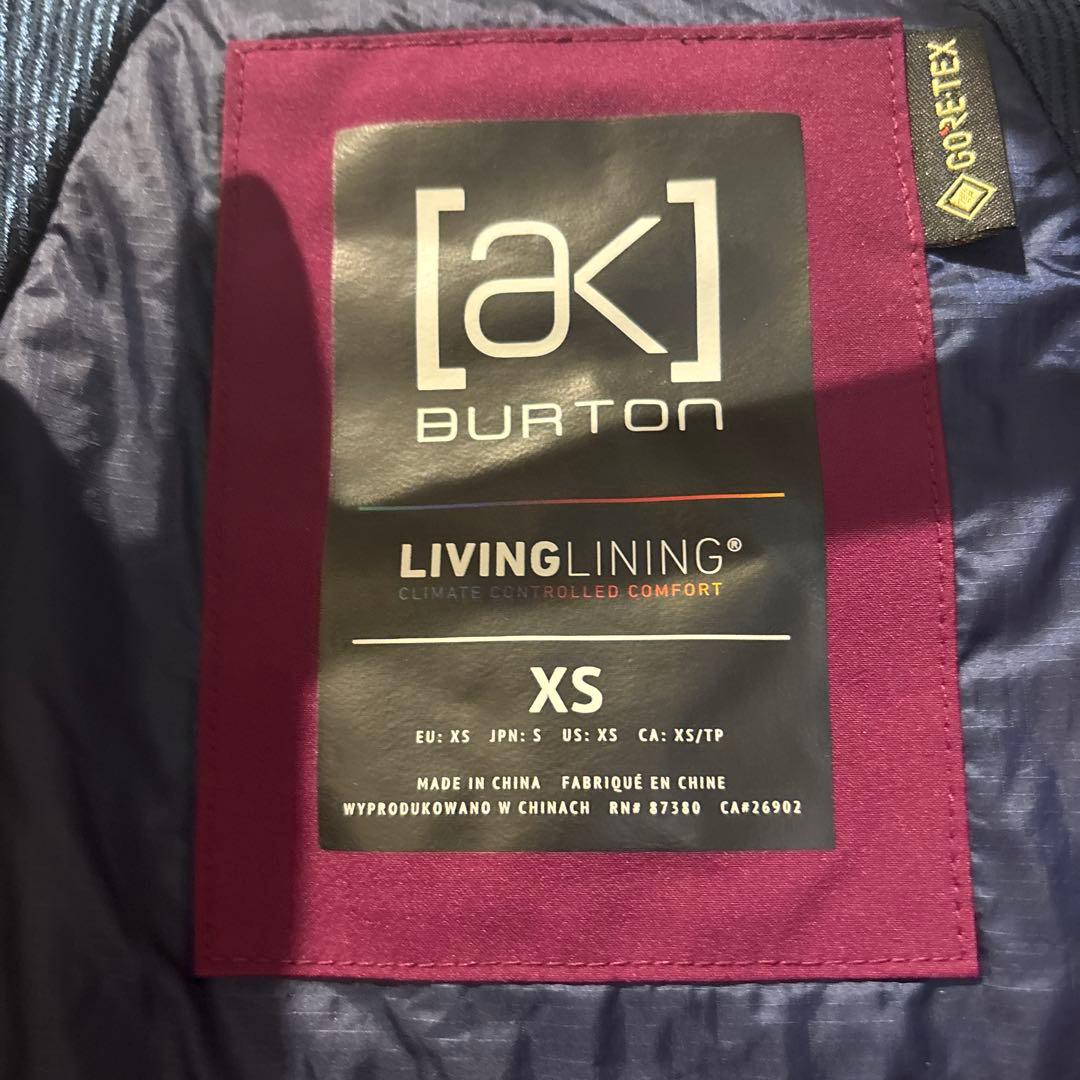 [ak]
BURTON
GORE-TEX
LIVINGLINING®
CLIMATE CONTROLLED COMFORT
XS
EU: XS JPN: S US: XS CA: XS/TP
MADE IN CHINA FABRIQUÉ EN CHINE
WYPRODUKOWANO W CHINACH RN# 87380 CA#26902